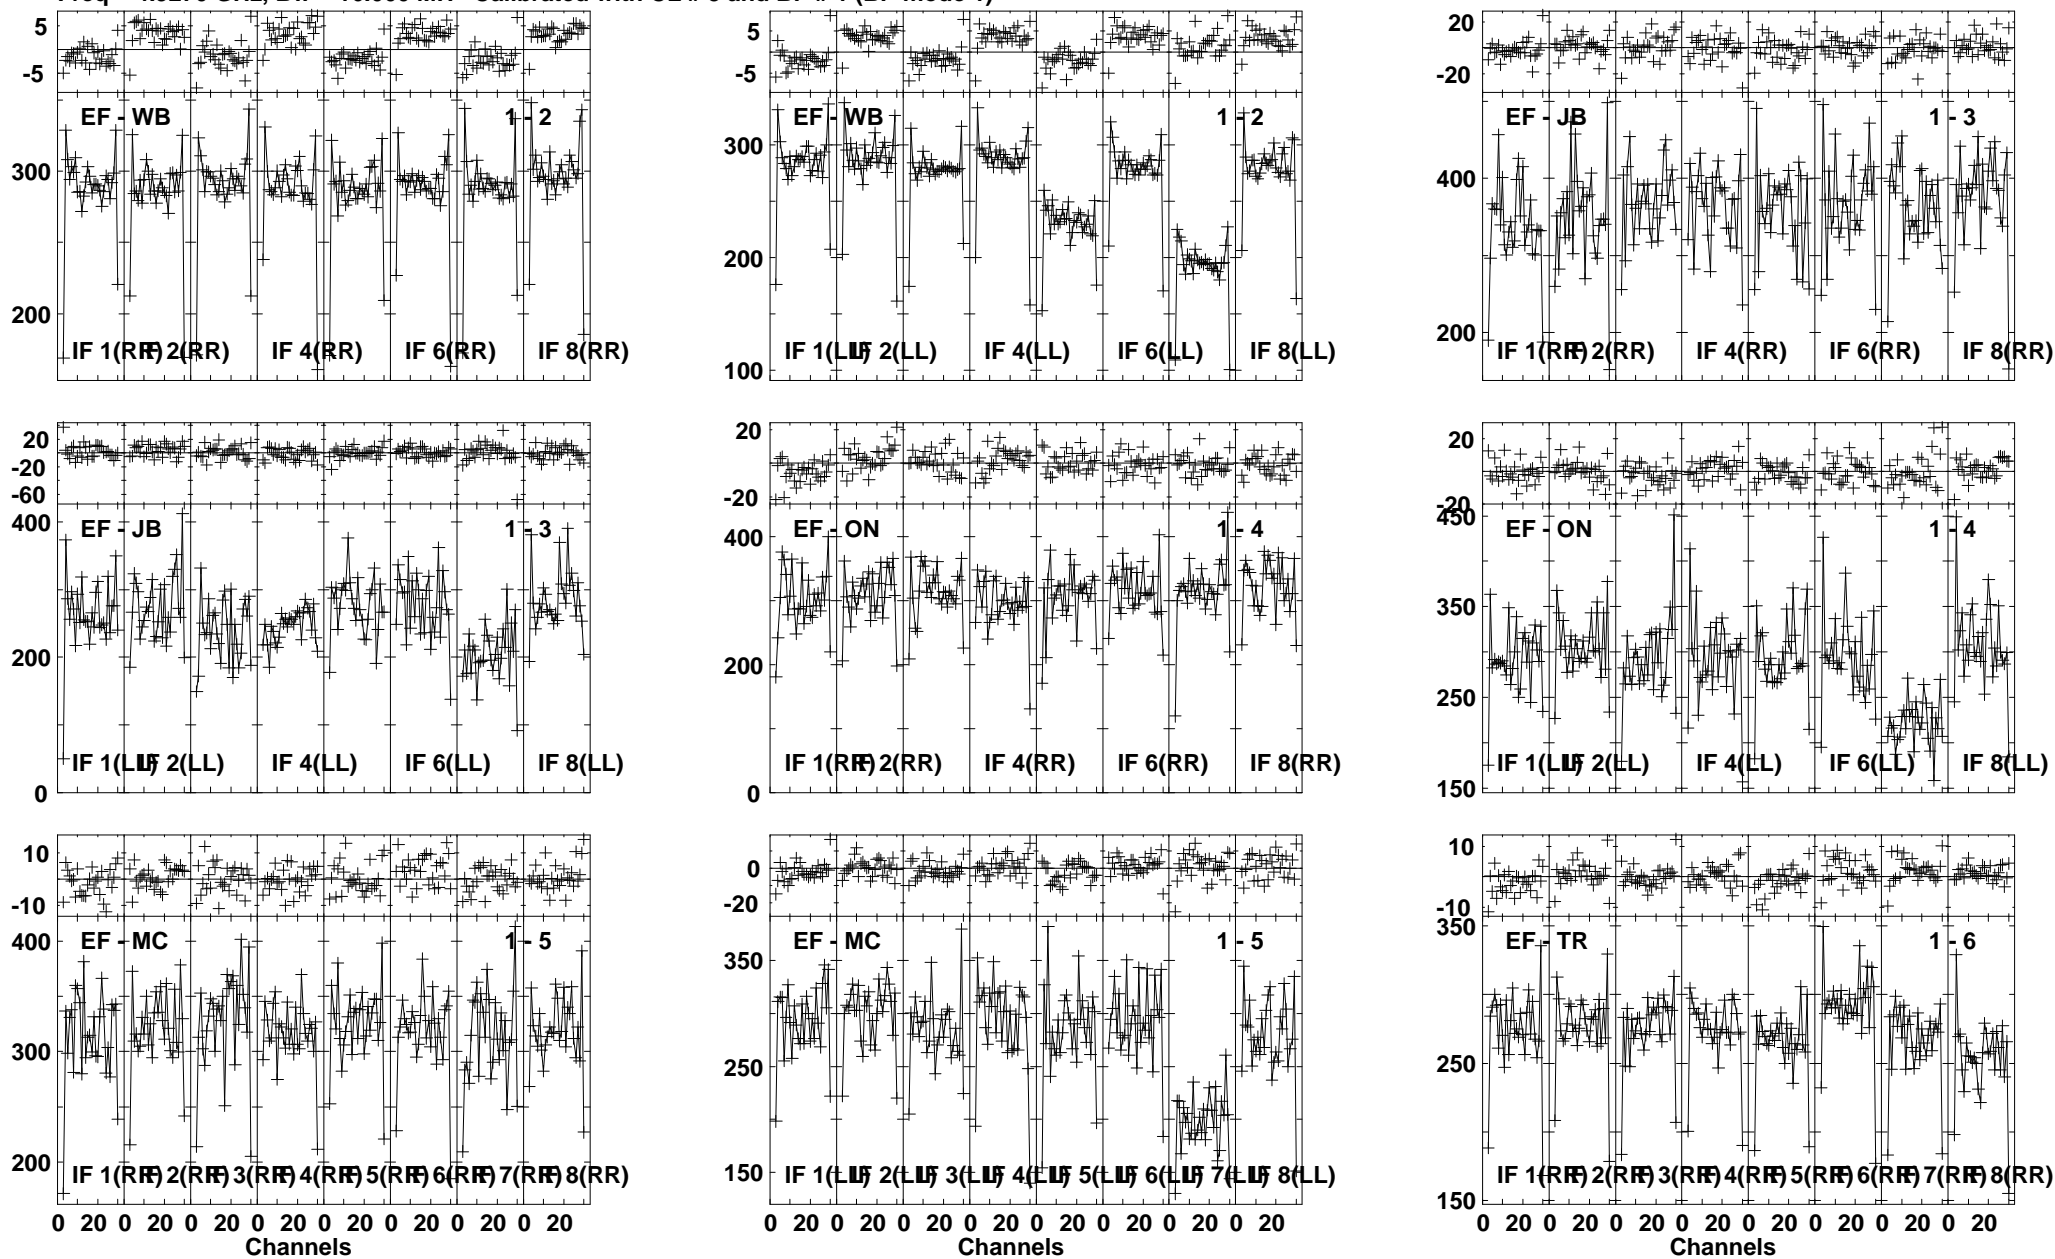 5
-5
300
200
EF - WB
1 - 2
IF 1(RR)
2(RR)
IF 4(RR)
IF 6(RR)
IF 8(RR)
5
-5
300
200
100
EF - WB
1 - 2
IF 1(LL)
IF 2(LL)
IF 4(LL)
IF 6(LL)
IF 8(LL)
20
-20
400
200
EF - JB
1 - 3
IF 1(RR)
IF 2(RR)
IF 4(RR)
IF 6(RR)
IF 8(RR)
20
-20
-60
400
200
0
EF - JB
1 - 3
IF 1(LL)
IF 2(LL)
IF 4(LL)
IF 6(LL)
IF 8(LL)
20
-20
400
200
0
EF - ON
1 - 4
IF 1(RR)
IF 2(RR)
IF 4(RR)
IF 6(RR)
IF 8(RR)
20
-20
450
350
250
150
EF - ON
1 - 4
IF 1(LL)
IF 2(LL)
IF 4(LL)
IF 6(LL)
IF 8(LL)
10
-10
400
300
200
EF - MC
1 - 5
IF 1(RR)
IF 2(RR)
IF 3(RR)
IF 4(RR)
IF 5(RR)
IF 6(RR)
IF 7(RR)
IF 8(RR)
0 20 0 20 0 20 0 20 0 20 0 20 0 20 0 20
Channels
0
-20
350
250
150
EF - MC
1 - 5
IF 1(LL)
IF 2(LL)
IF 3(LL)
IF 4(LL)
IF 5(LL)
IF 6(LL)
IF 7(LL)
IF 8(LL)
0 20 0 20 0 20 0 20 0 20 0 20 0 20 0 20
Channels
10
-10
350
250
150
EF - TR
1 - 6
IF 1(RR)
IF 2(RR)
IF 3(RR)
IF 4(RR)
IF 5(RR)
IF 6(RR)
IF 7(RR)
IF 8(RR)
0 20 0 20 0 20 0 20 0 20 0 20 0 20 0 20
Channels